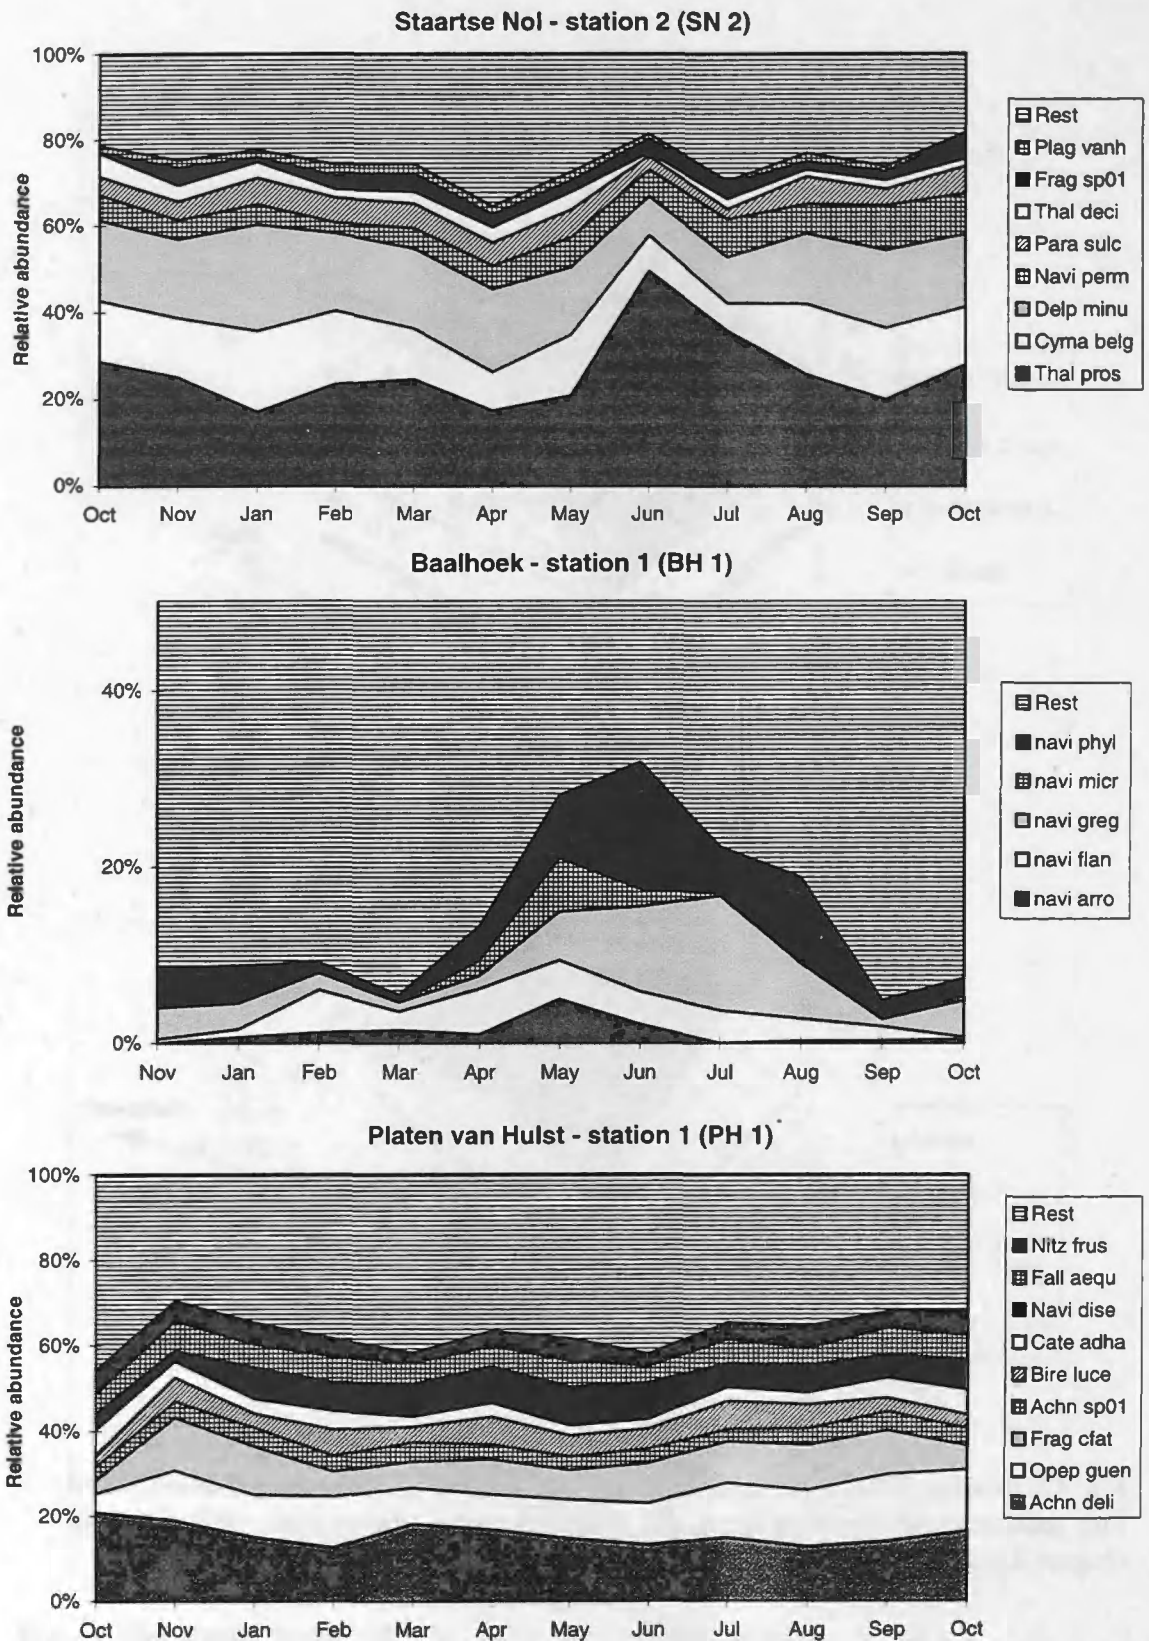 Staartse Nol - station 2 (SN 2)
100%
80%
60%
40%
20%
0%
Relative abundance
Oct Nov Jan Feb Mar Apr May Jun Jul Aug Sep Oct
Rest
Plag vanh
Frag sp01
Thal deci
Para sulc
Navi perm
Delp minu
Cyma belg
Thal pros
Baalhoek - station 1 (BH 1)
40%
20%
0%
Relative abundance
Nov Jan Feb Mar Apr May Jun Jul Aug Sep Oct
Rest
navi phyl
navi micr
navi greg
navi flan
navi arro
Platen van Hulst - station 1 (PH 1)
100%
80%
60%
40%
20%
0%
Relative abundance
Oct Nov Jan Feb Mar Apr May Jun Jul Aug Sep Oct
Rest
Nitz frus
Fall aequ
Navi dise
Cate adha
Bire luce
Achn sp01
Frag cfat
Opep guen
Achn deli